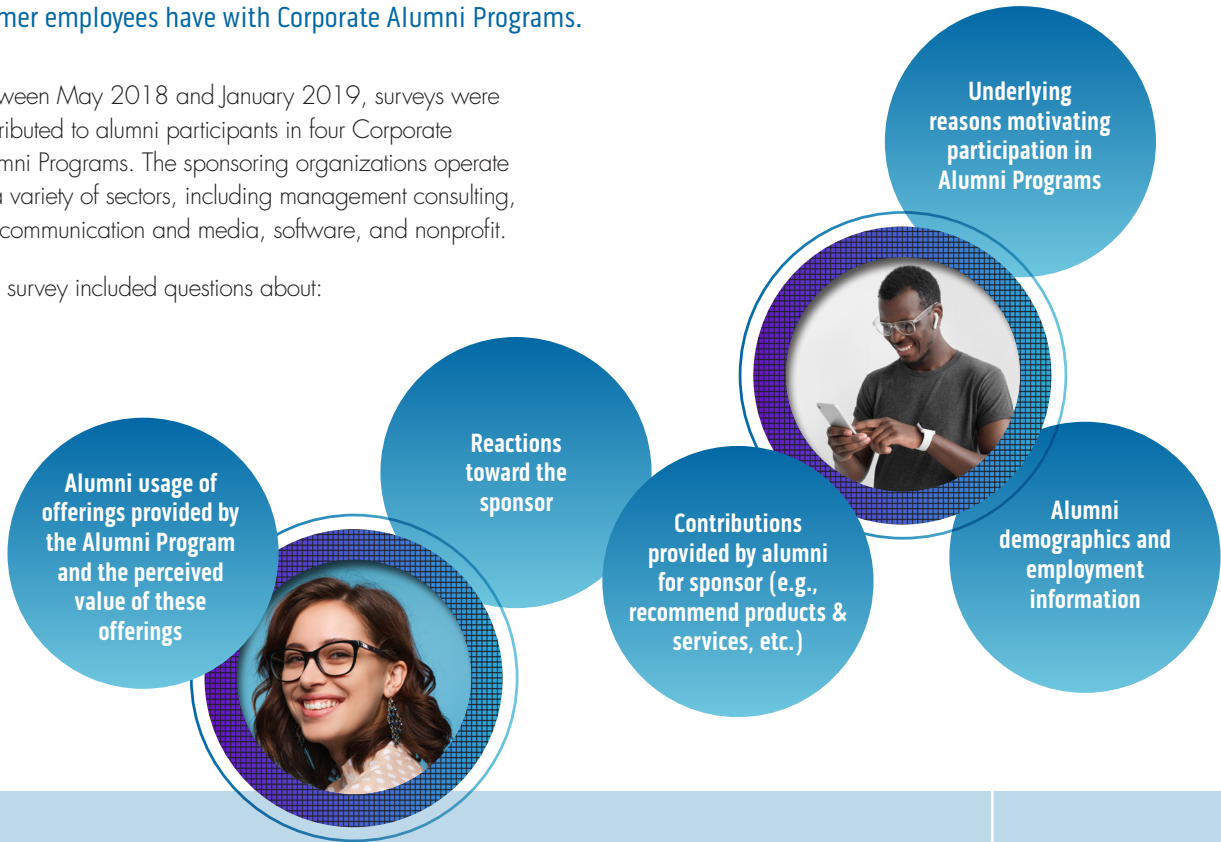 mer employees have with Corporate Alumni Programs.
ween May 2018 and January 2019, surveys were
ributed to alumni participants in four Corporate
mni Programs. The sponsoring organizations operate
a variety of sectors, including management consulting,
communication and media, software, and nonprofit.
survey included questions about:
Underlying
reasons motivating
participation in
Alumni Programs
Reactions
toward the
sponsor
Alumni usage of
offerings provided by
the Alumni Program
and the perceived
value of these
offerings
Contributions
provided by alumni
for sponsor (e.g.,
recommend products &
services, etc.)
Alumni
demographics and
employment
information